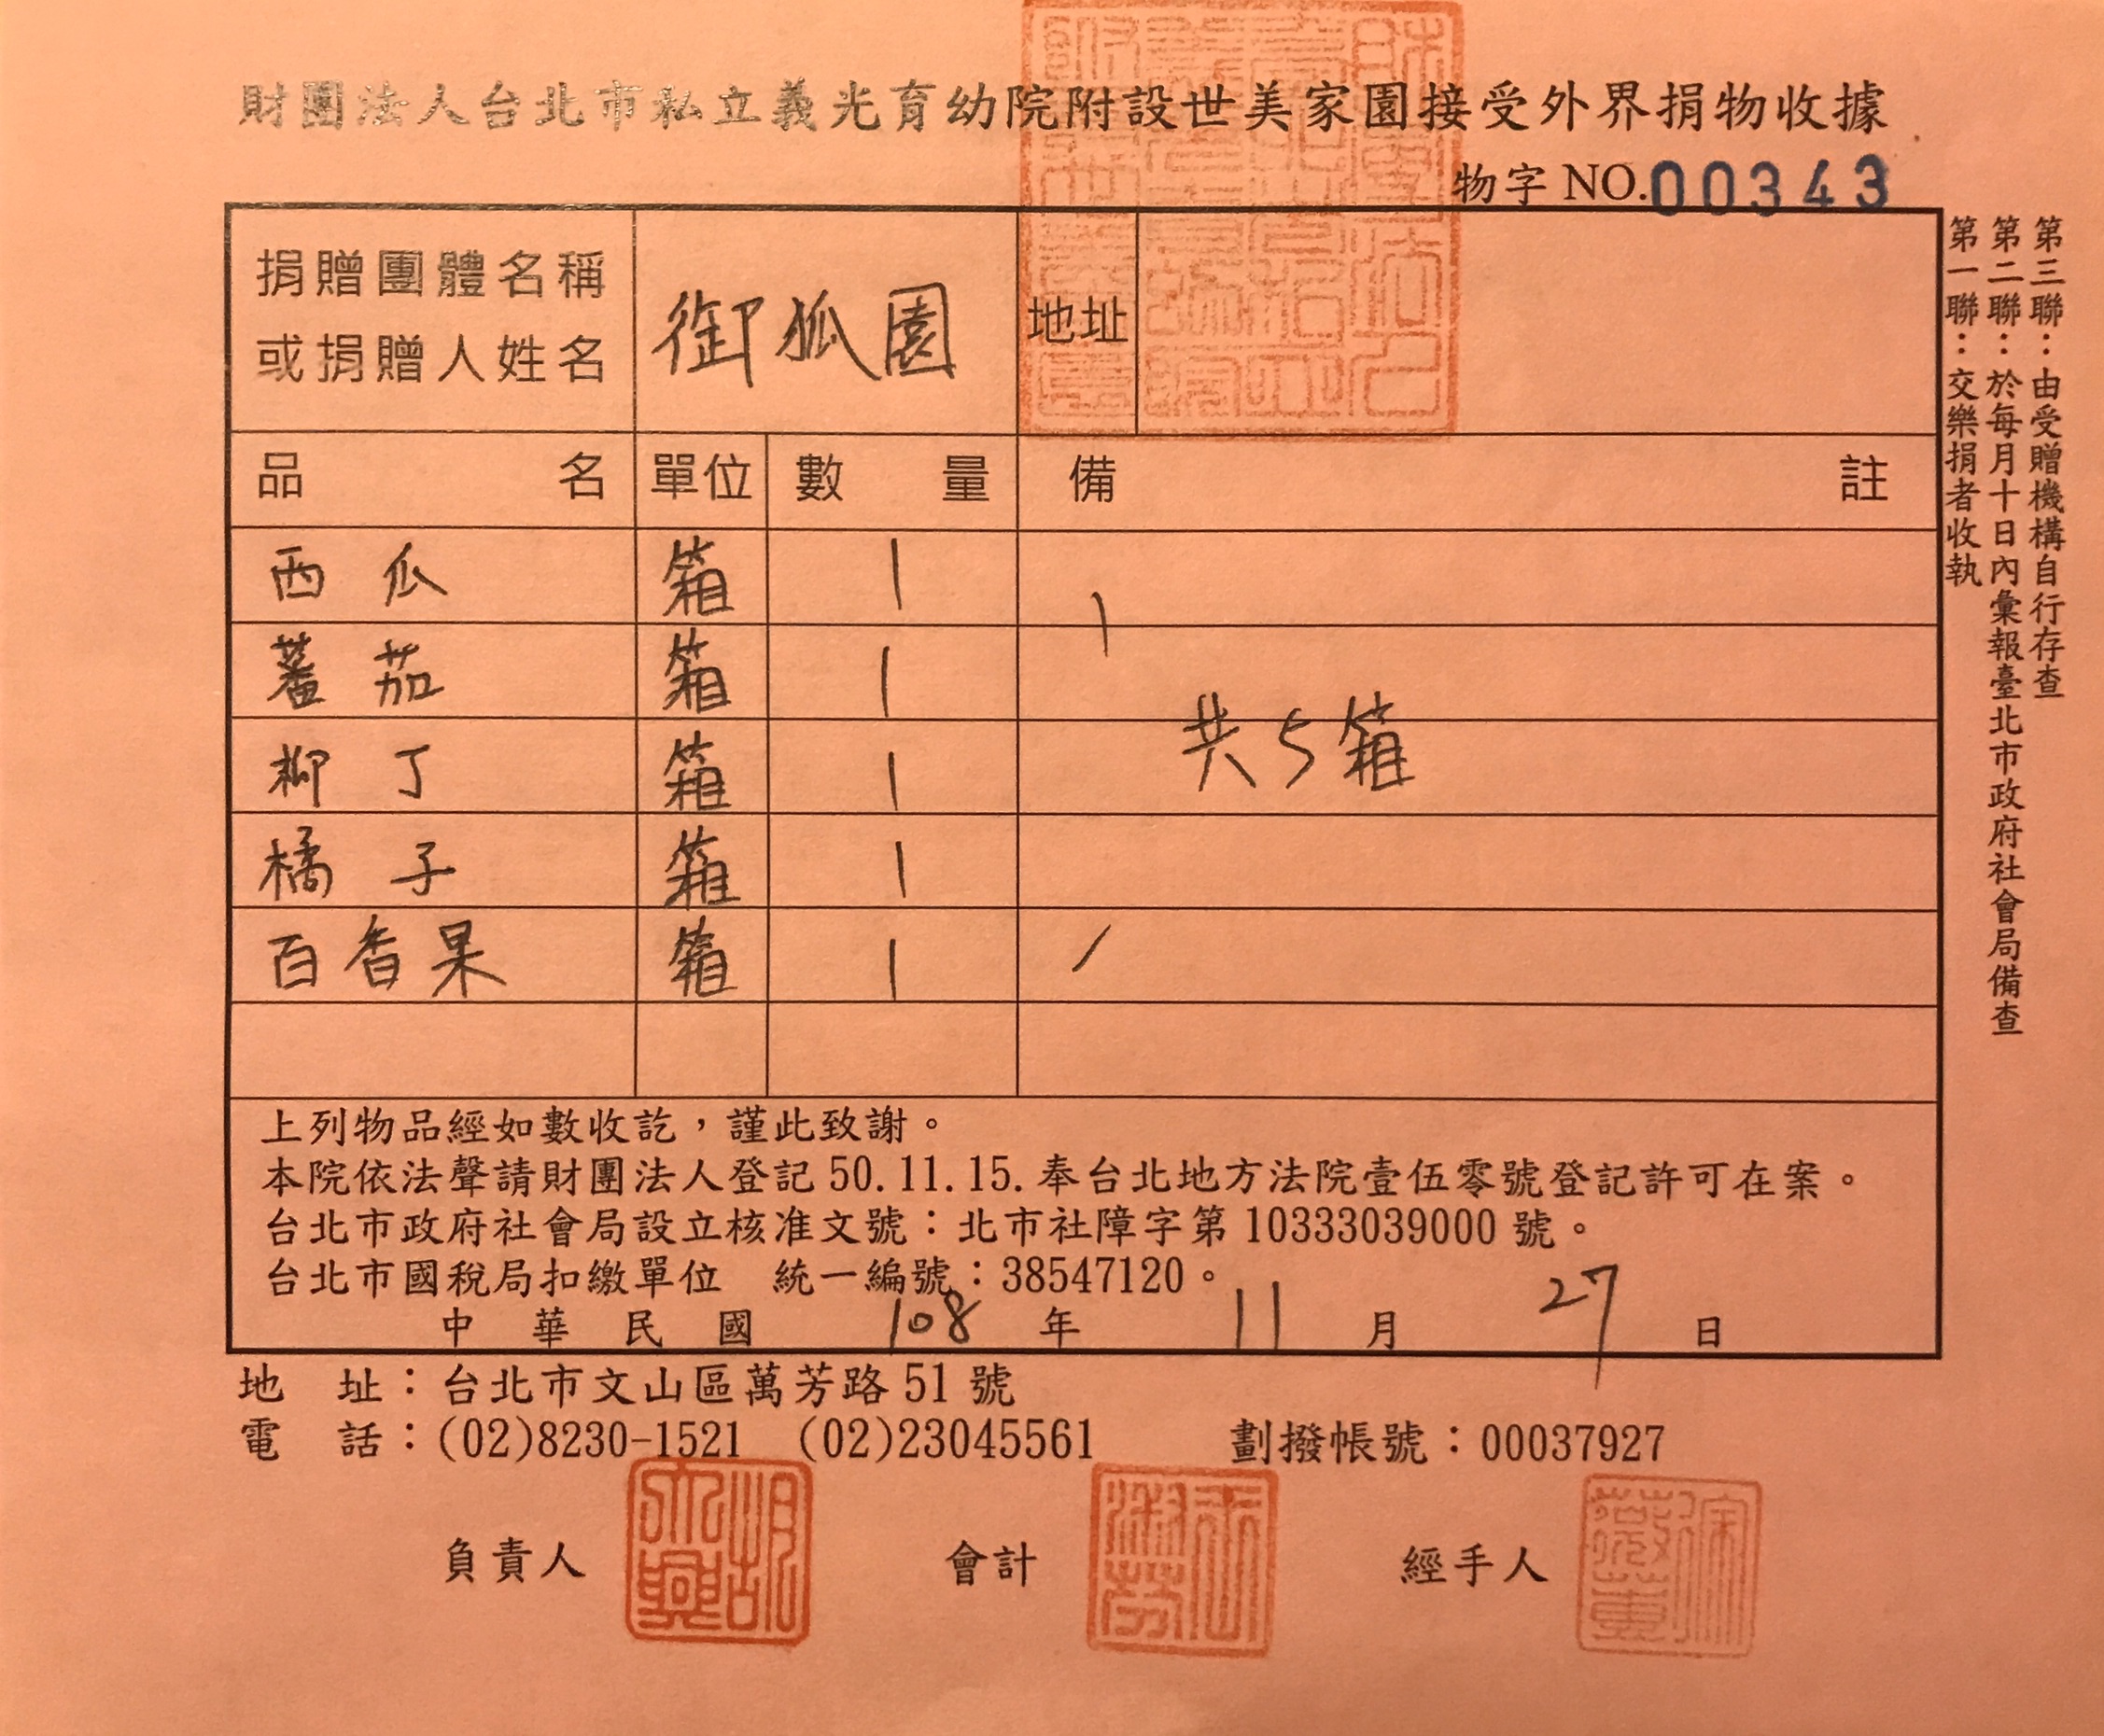 財團法人台北市私立義光育幼院附設世美家園接受外界捐物收據
物字 NO.00343
捐贈團體名稱
或捐贈人姓名
御狐園
地址
品名 單位 數量 備註
西瓜 箱 1
蕃茄 箱 1
柳丁 箱 1
橘子 箱 1
百香果 箱 1
共5箱
上列物品經如數收訖，謹此致謝。
本院依法聲請財團法人登記50.11.15.奉台北地方法院壹伍零號登記許可在案。
台北市政府社會局設立核准文號：北市社障字第10333039000號。
台北市國稅局扣繳單位　統一編號：38547120。
中華民國 108 年 11 月 27 日
地　址：台北市文山區萬芳路51號
電　話：(02)8230-1521　(02)23045561　劃撥帳號：00037927
負責人 會計 經手人
第三聯：由受贈機構自行存查
第二聯：於每月十日內彙報臺北市政府社會局備查
第一聯：交樂捐者收執